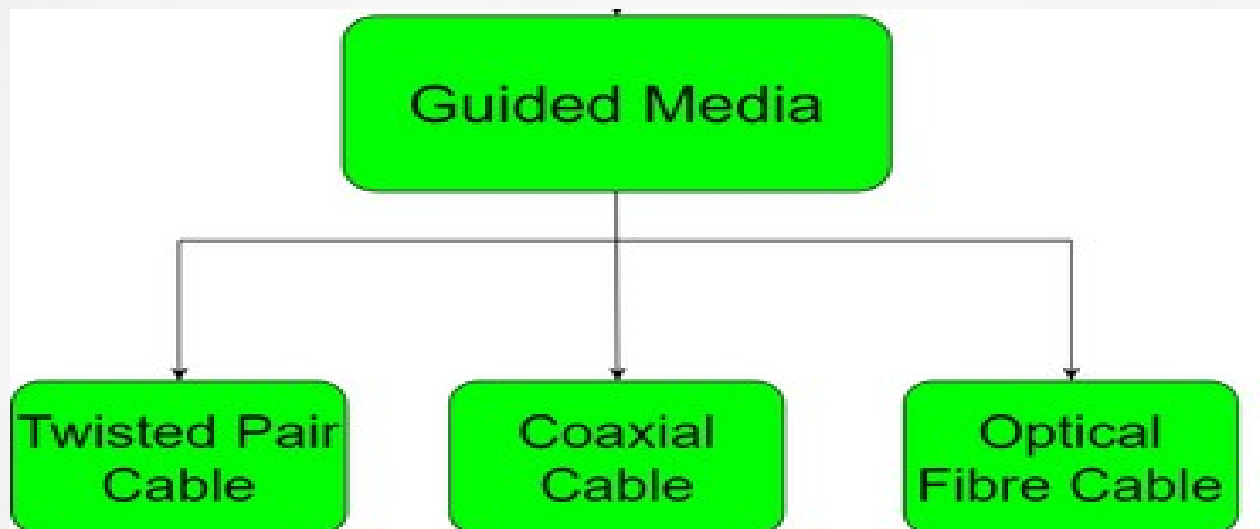 Guided Media
Twisted Pair
Cable
Coaxial
Cable
Optical
Fibre Cable